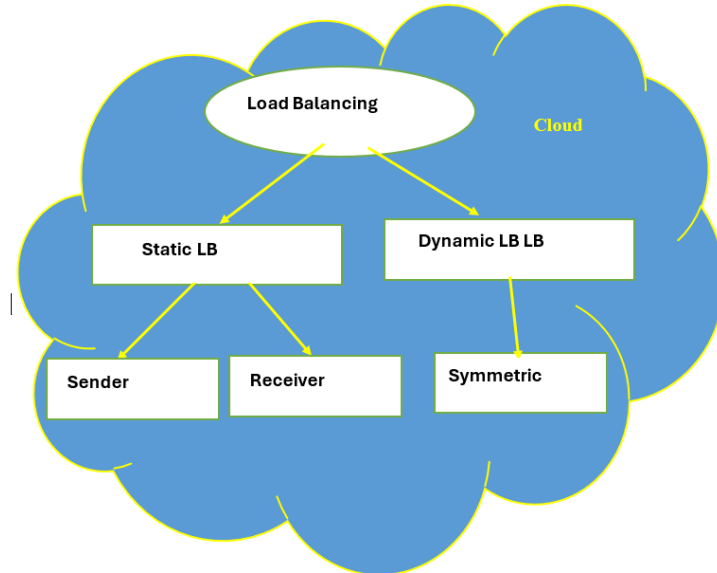 Load Balancing
Cloud
Static LB
Dynamic LB LB
Sender
Receiver
Symmetric